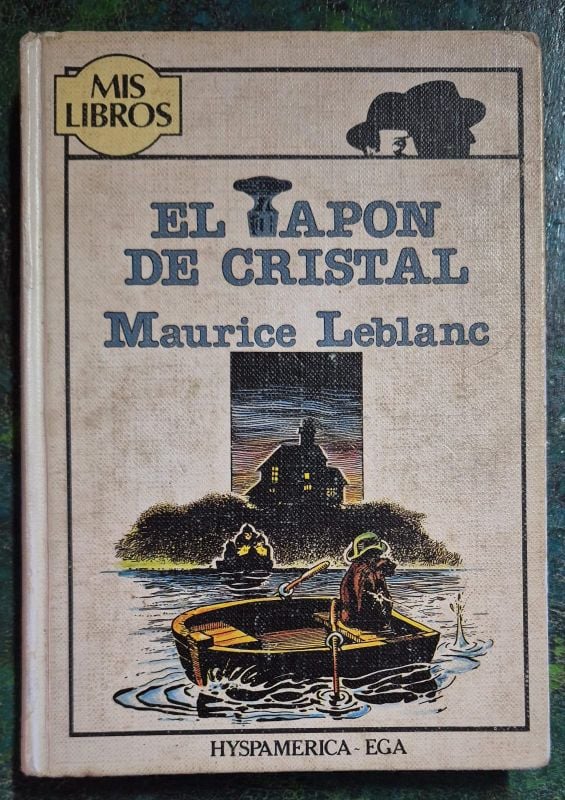 MIS
LIBROS
EL TAPON
DE CRISTAL
Maurice Leblanc
HYSPAMERICA - EGA